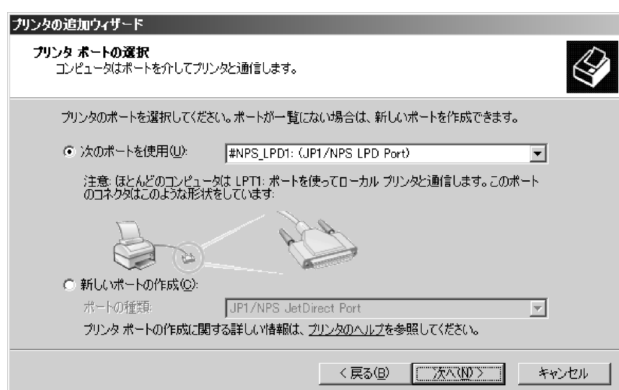 プリンタの追加ウィザード
プリンタ ポートの選択
コンピュータはポートを介してプリンタと通信します。
プリンタのポートを選択してください。ポートが一覧にない場合は、新しいポートを作成できます。
次のポートを使用(U): #NPS_LPD1: (JP1/NPS LPD Port)
注意: ほとんどのコンピュータは LPT1: ポートを使ってローカル プリンタと通信します。このポート
のコネクタはこのような形状をしています:
新しいポートの作成(C):
ポートの種類: JP1/NPS JetDirect Port
プリンタ ポートの作成に関する詳しい情報は、プリンタのヘルプを参照してください。
< 戻る(B) 次へ(N) > キャンセル